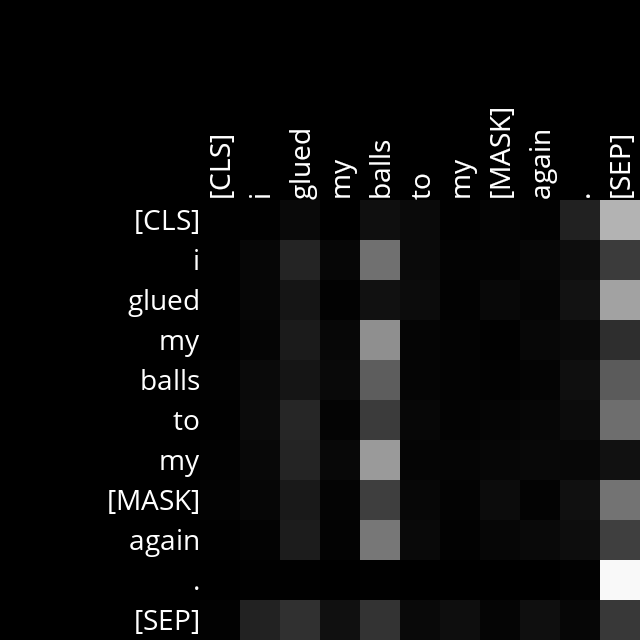 [CLS] i glued my balls to my [MASK] again . [SEP]
[CLS]
i
glued
my
balls
to
my
[MASK]
again
.
[SEP]